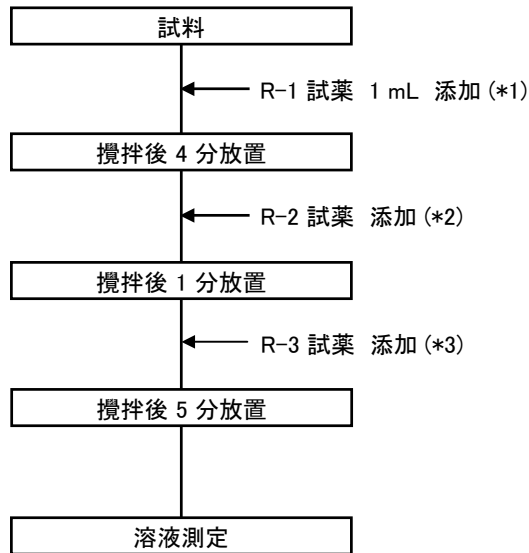 試料
R-1 試薬 1 mL 添加 (*1)
攪拌後 4 分放置
R-2 試薬 添加 (*2)
攪拌後 1 分放置
R-3 試薬 添加 (*3)
攪拌後 5 分放置
溶液測定